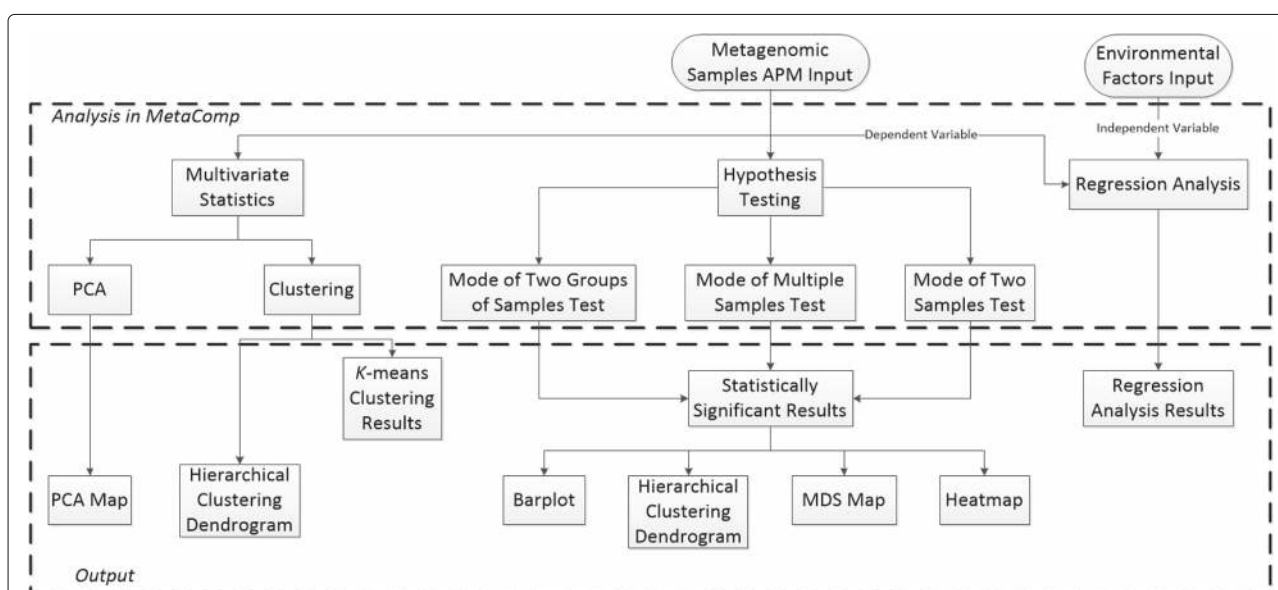 Metagenomic
Samples APM Input
Environmental
Factors Input
Analysis in MetaComp
Dependent Variable
Independent Variable
Multivariate
Statistics
Hypothesis
Testing
Regression Analysis
PCA
Clustering
Mode of Two Groups
of Samples Test
Mode of Multiple
Samples Test
Mode of Two
Samples Test
K-means
Clustering
Results
Statistically
Significant Results
Regression
Analysis Results
PCA Map
Hierarchical
Clustering
Dendrogram
Barplot
Hierarchical
Clustering
Dendrogram
MDS Map
Heatmap
Output